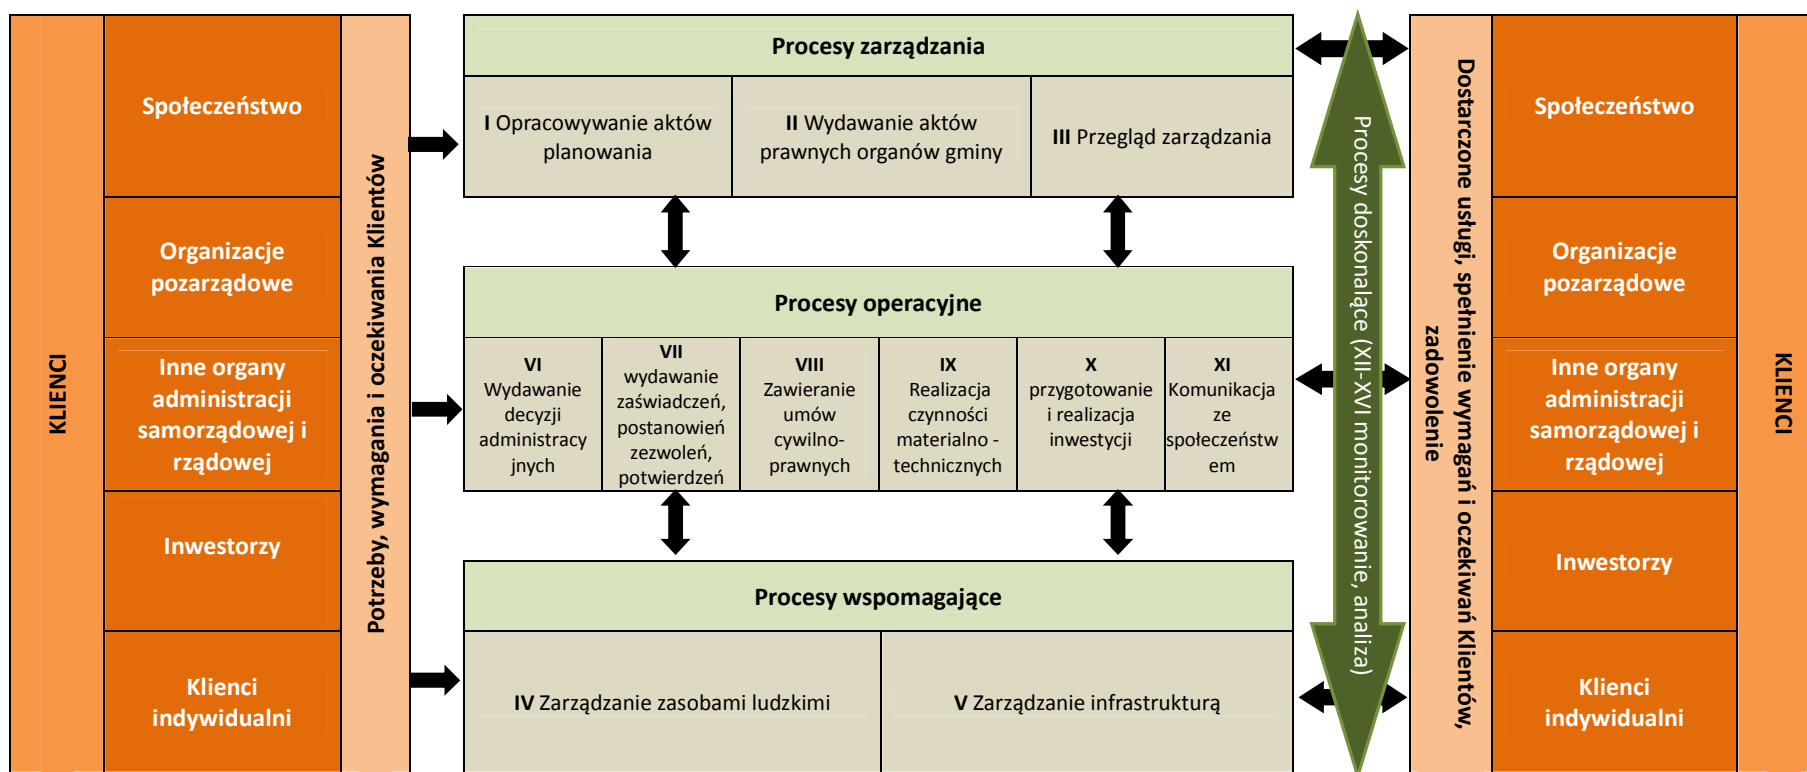 KLIENCI
Społeczeństwo
Organizacje
pozarządowe
Inne organy
administracji
samorządowej i
rządowej
Inwestorzy
Klienci
indywidualni
Potrzeby, wymagania i oczekiwania Klientów
Procesy zarządzania
I Opracowywanie aktów
planowania
II Wydawanie aktów
prawnych organów gminy
III Przegląd zarządzania
Procesy operacyjne
VI
Wydawanie
decyzji
administracy
jnych
VII
wydawanie
zaświadczeń,
postanowień
zezwoleń,
potwierdzeń
VIII
Zawieranie
umów
cywilno-
prawnych
IX
Realizacja
czynności
materialno -
technicznych
X
przygotowanie
i realizacja
inwestycji
XI
Komunikacja
ze
społeczeństw
em
Procesy wspomagające
IV Zarządzanie zasobami ludzkimi
V Zarządzanie infrastrukturą
Procesy doskonalące (XII-XVI monitorowanie, analiza)
Dostarczone usługi, spełnienie wymagań i oczekiwań Klientów,
zadowolenie
Społeczeństwo
Organizacje
pozarządowe
Inne organy
administracji
samorządowej i
rządowej
Inwestorzy
Klienci
indywidualni
KLIENCI